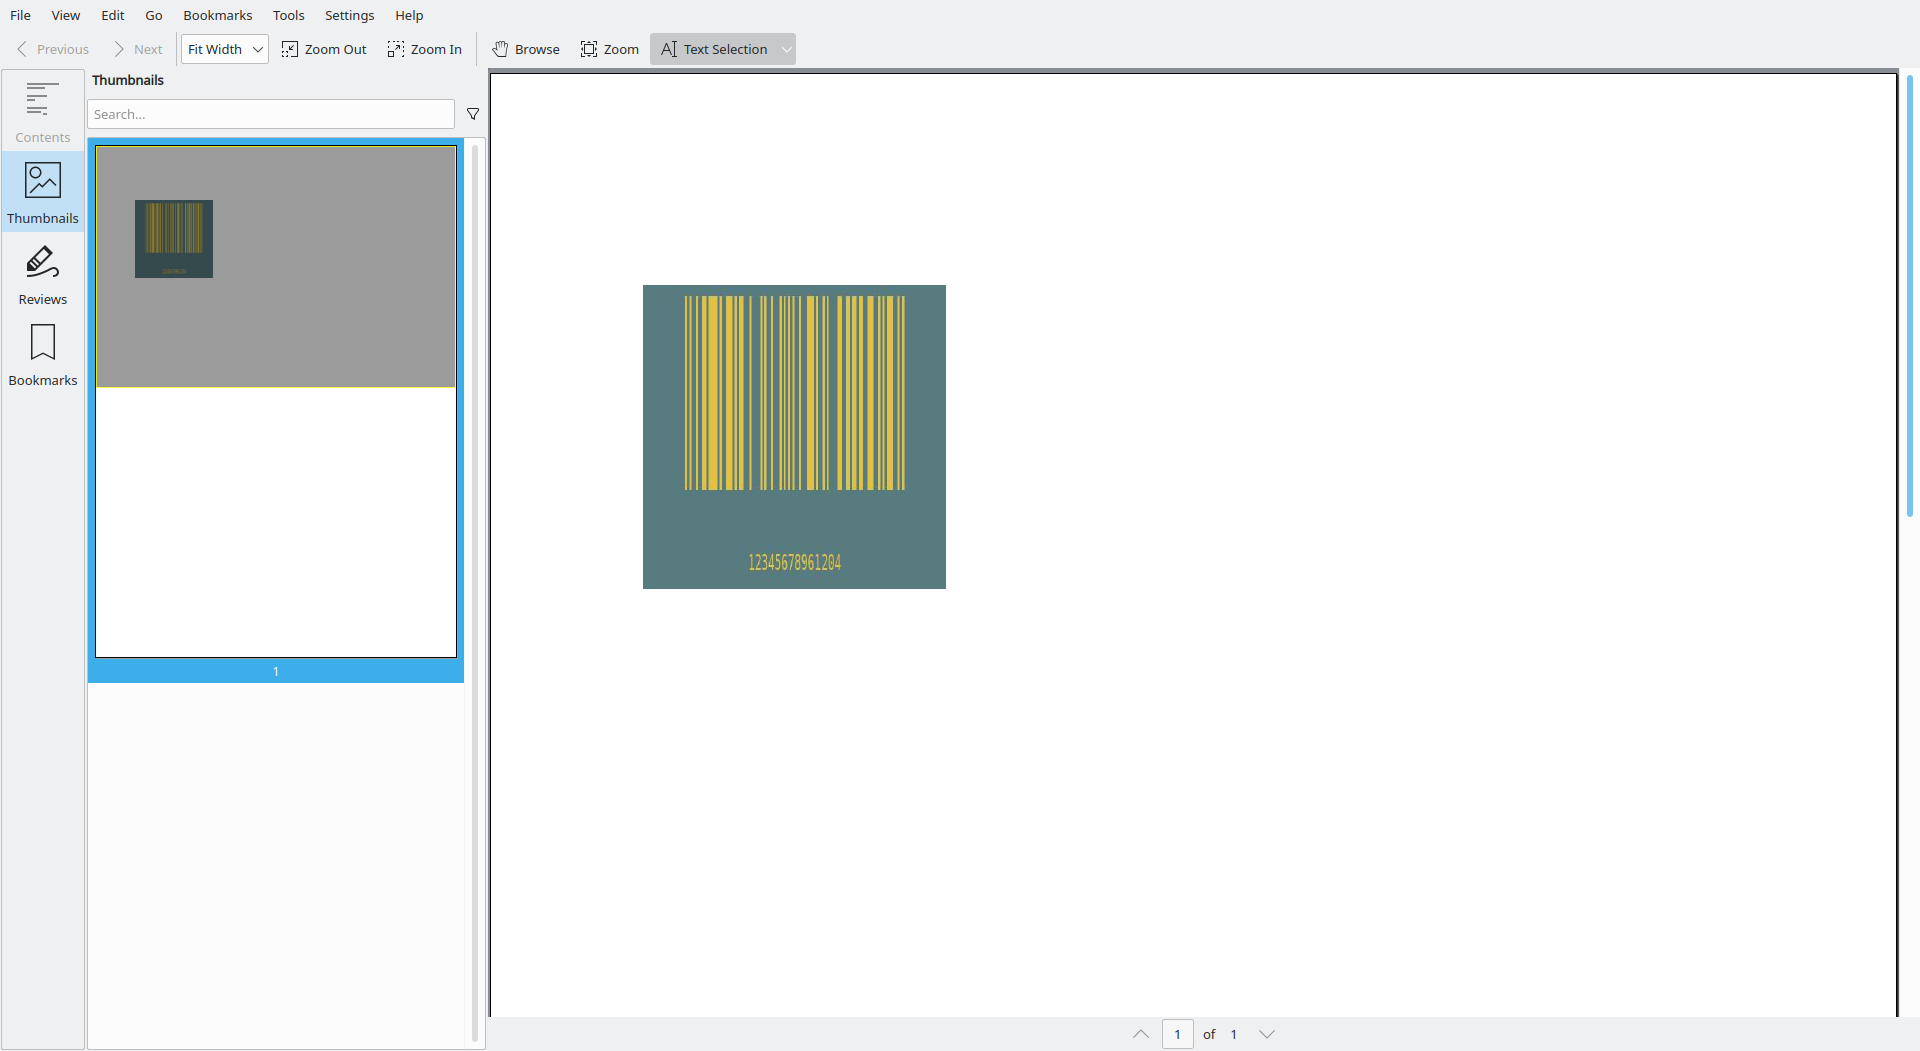 File View Edit Go Bookmarks Tools Settings Help
Previous Next Fit Width Zoom Out Zoom In Browse Zoom Text Selection
Contents
Thumbnails
Reviews
Bookmarks
Thumbnails
Search...
1
12345678961204
1 of 1